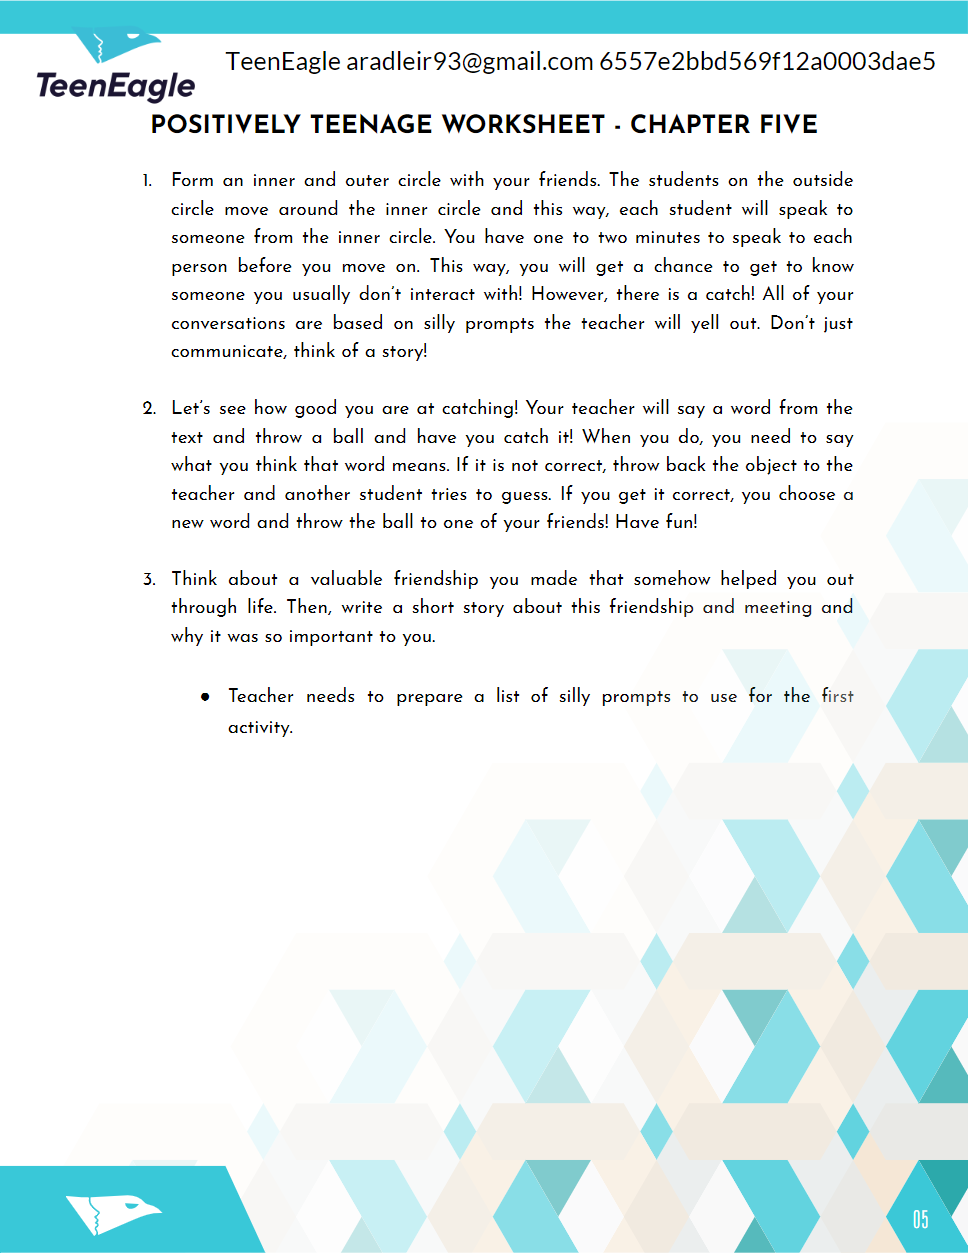 TeenEagle
TeenEagle aradleir93@gmail.com 6557e2bbd569f12a0003dae5
POSITIVELY TEENAGE WORKSHEET - CHAPTER FIVE
1. Form an inner and outer circle with your friends. The students on the outside
circle move around the inner circle and this way, each student will speak to
someone from the inner circle. You have one to two minutes to speak to each
person before you move on. This way, you will get a chance to get to know
someone you usually don't interact with! However, there is a catch! All of your
conversations are based on silly prompts the teacher will yell out. Don't just
communicate, think of a story!
2. Let's see how good you are at catching! Your teacher will say a word from the
text and throw a ball and have you catch it! When you do, you need to say
what you think that word means. If it is not correct, throw back the object to the
teacher and another student tries to guess. If you get it correct, you choose a
new word and throw the ball to one of your friends! Have fun!
3. Think about a valuable friendship you made that somehow helped you out
through life. Then, write a short story about this friendship and meeting and
why it was so important to you.
● Teacher needs to prepare a list of silly prompts to use for the first
activity.
05